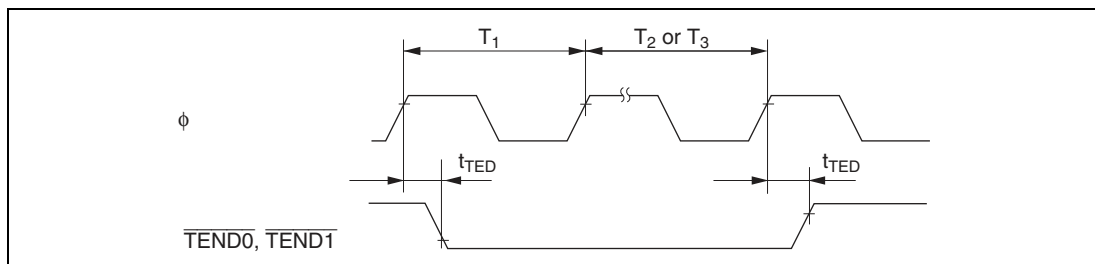 T1 T2 or T3
φ
tTED tTED
TEND0, TEND1